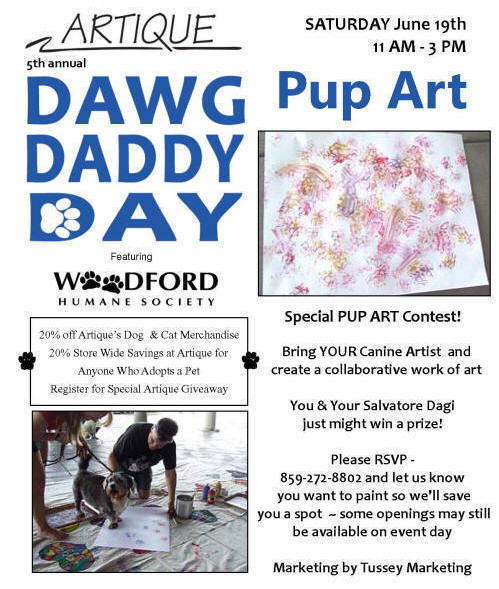 ARTIQUE
5th annual
DAWG
DADDY
DAY
Featuring
WOODFORD
HUMANE SOCIETY
20% off Artique's Dog & Cat Merchandise
20% Store Wide Savings at Artique for
Anyone Who Adopts a Pet
Register for Special Artique Giveaway
SATURDAY June 19th
11 AM - 3 PM
Pup Art
Special PUP ART Contest!
Bring YOUR Canine Artist and
create a collaborative work of art
You & Your Salvatore Dagi
just might win a prize!
Please RSVP -
859-272-8802 and let us know
you want to paint so we'll save
you a spot ~ some openings may still
be available on event day
Marketing by Tussey Marketing